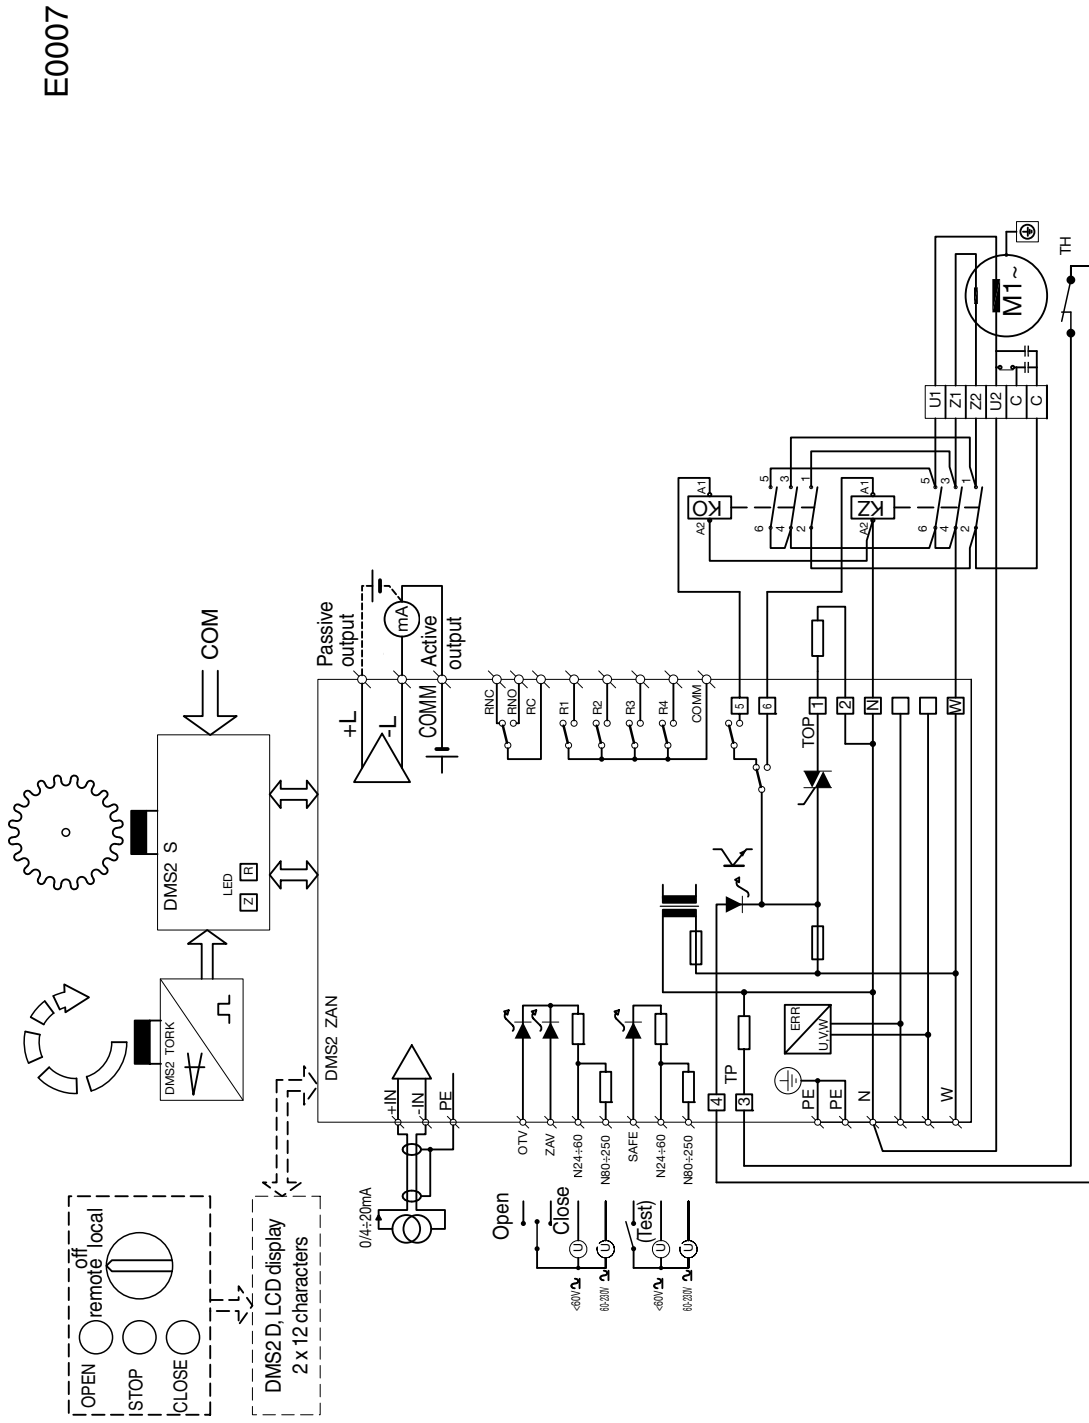 E0007
OPEN
STOP
CLOSE
off
remote local
DMS2 D, LCD display
2 x 12 characters
DMS2 TORK
DMS2 S
LED
Z
R
COM
DMS2 ZAN
0/4÷20mA
+IN
-IN
PE
+L
-L
COMM
Passive
output
mA
Active
output
Open
Close
OTV
ZAV
N24÷60
N80÷250
U
U
<60V
60-230V
(Test)
SAFE
N24÷60
N80÷250
U
U
<60V
60-230V
RNC
RNO
RC
R1
R2
R3
R4
COMM
4
3
TP
5
6
TOP
1
2
N
W
ERR
U,V,W
PE
PE
N
W
KO
A1
A2
5
3
1
6
4
2
KZ
A1
A2
5
3
1
6
4
2
U1
Z1
Z2
U2
C
C
M1~
TH